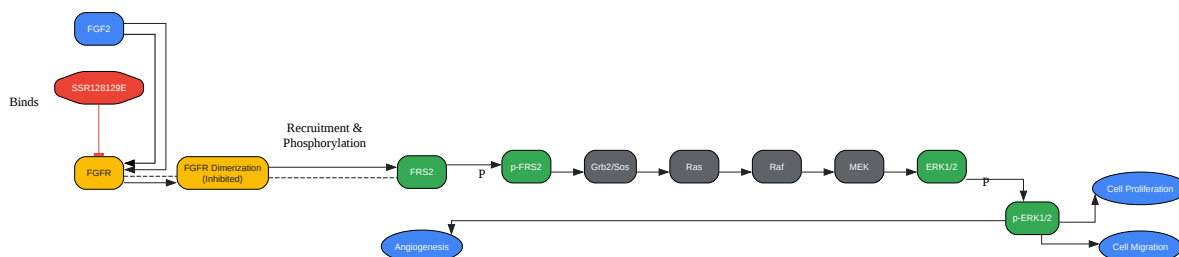 FGF2
SSR128129E
Binds
FGFR
FGFR Dimerization
(Inhibited)
Recruitment &
Phosphorylation
FRS2
P
p-FRS2
Grb2/Sos
Ras
Raf
MEK
ERK1/2
P
p-ERK1/2
Cell Proliferation
Angiogenesis
Cell Migration